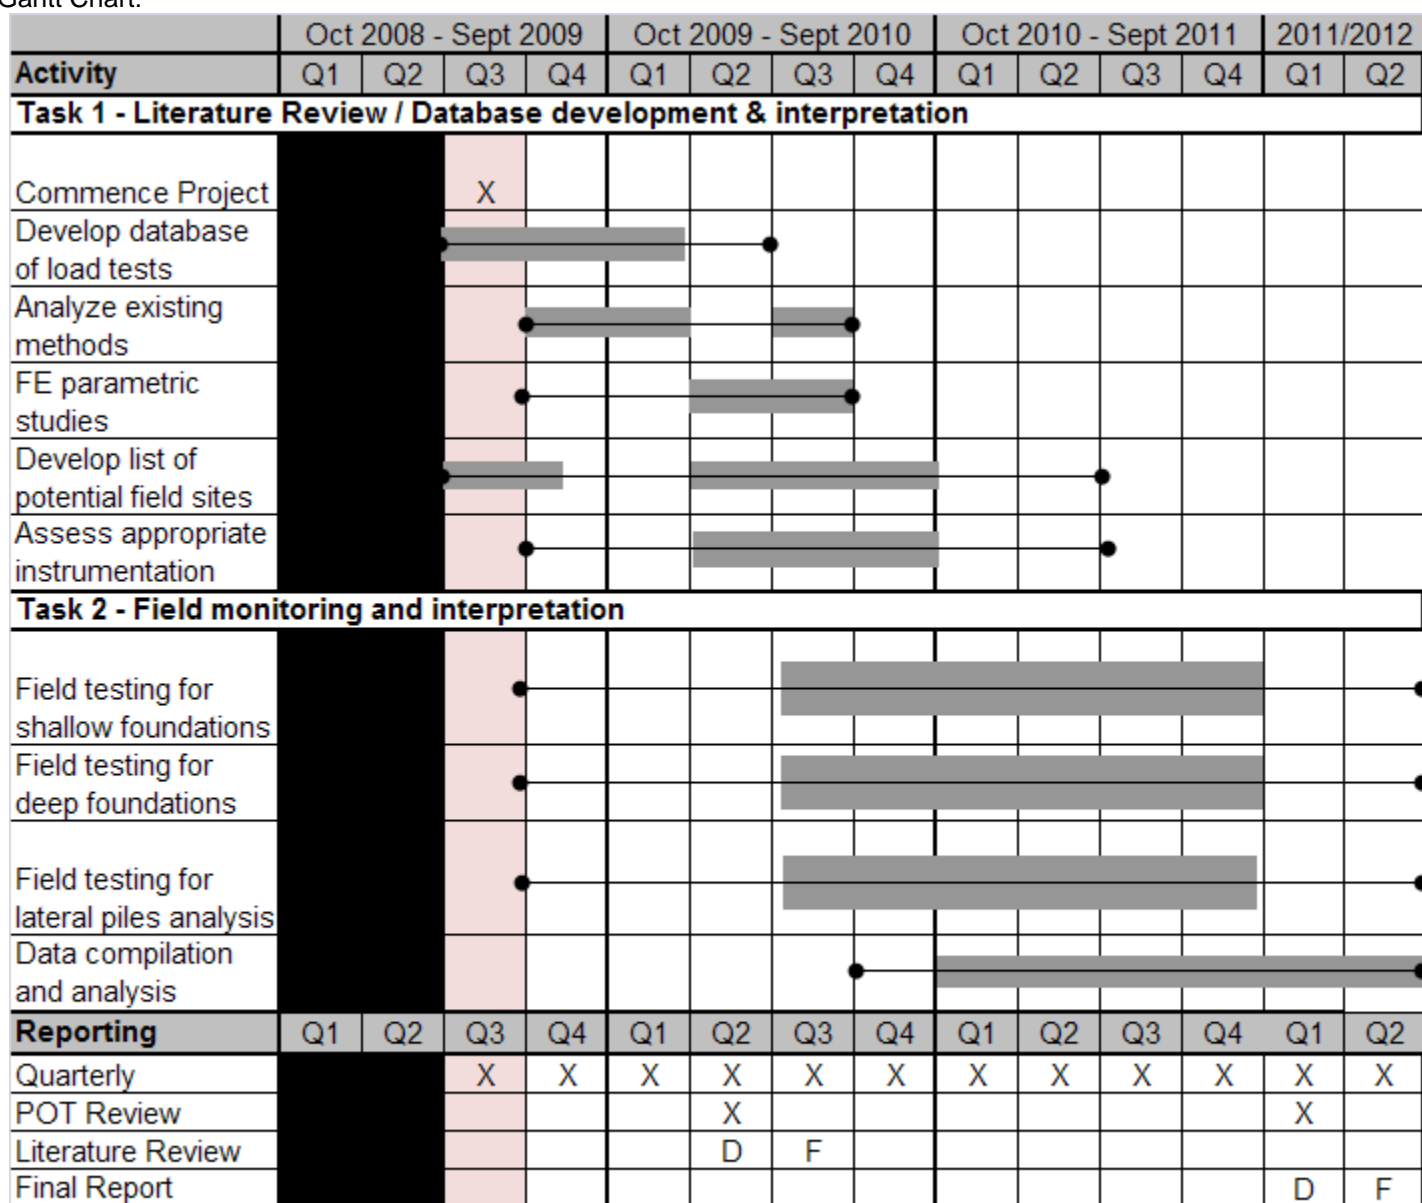 Gantt Chart:
Oct 2008 - Sept 2009 Oct 2009 - Sept 2010 Oct 2010 - Sept 2011 2011/2012
Activity Q1 Q2 Q3 Q4 Q1 Q2 Q3 Q4 Q1 Q2 Q3 Q4 Q1 Q2
Task 1 - Literature Review / Database development & interpretation
Commence Project X
Develop database
of load tests
Analyze existing
methods
FE parametric
studies
Develop list of
potential field sites
Assess appropriate
instrumentation
Task 2 - Field monitoring and interpretation
Field testing for
shallow foundations
Field testing for
deep foundations
Field testing for
lateral piles analysis
Data compilation
and analysis
Reporting Q1 Q2 Q3 Q4 Q1 Q2 Q3 Q4 Q1 Q2 Q3 Q4 Q1 Q2
Quarterly X X X X X X X X X X X X
POT Review X X
Literature Review D F
Final Report D F